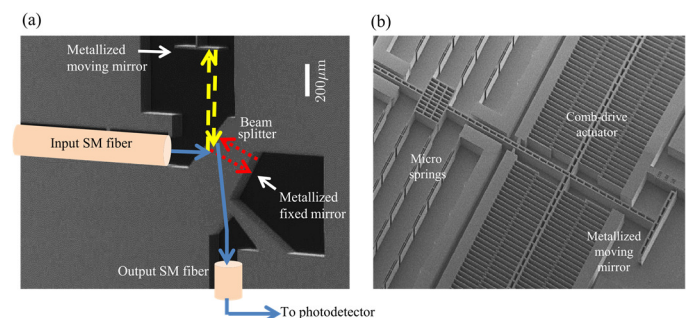 (a)
Metallized
moving mirror
200μm
Beam
splitter
Input SM fiber
Metallized
fixed mirror
Output SM fiber
To photodetector
(b)
Comb-drive
actuator
Micro
springs
Metallized
moving
mirror